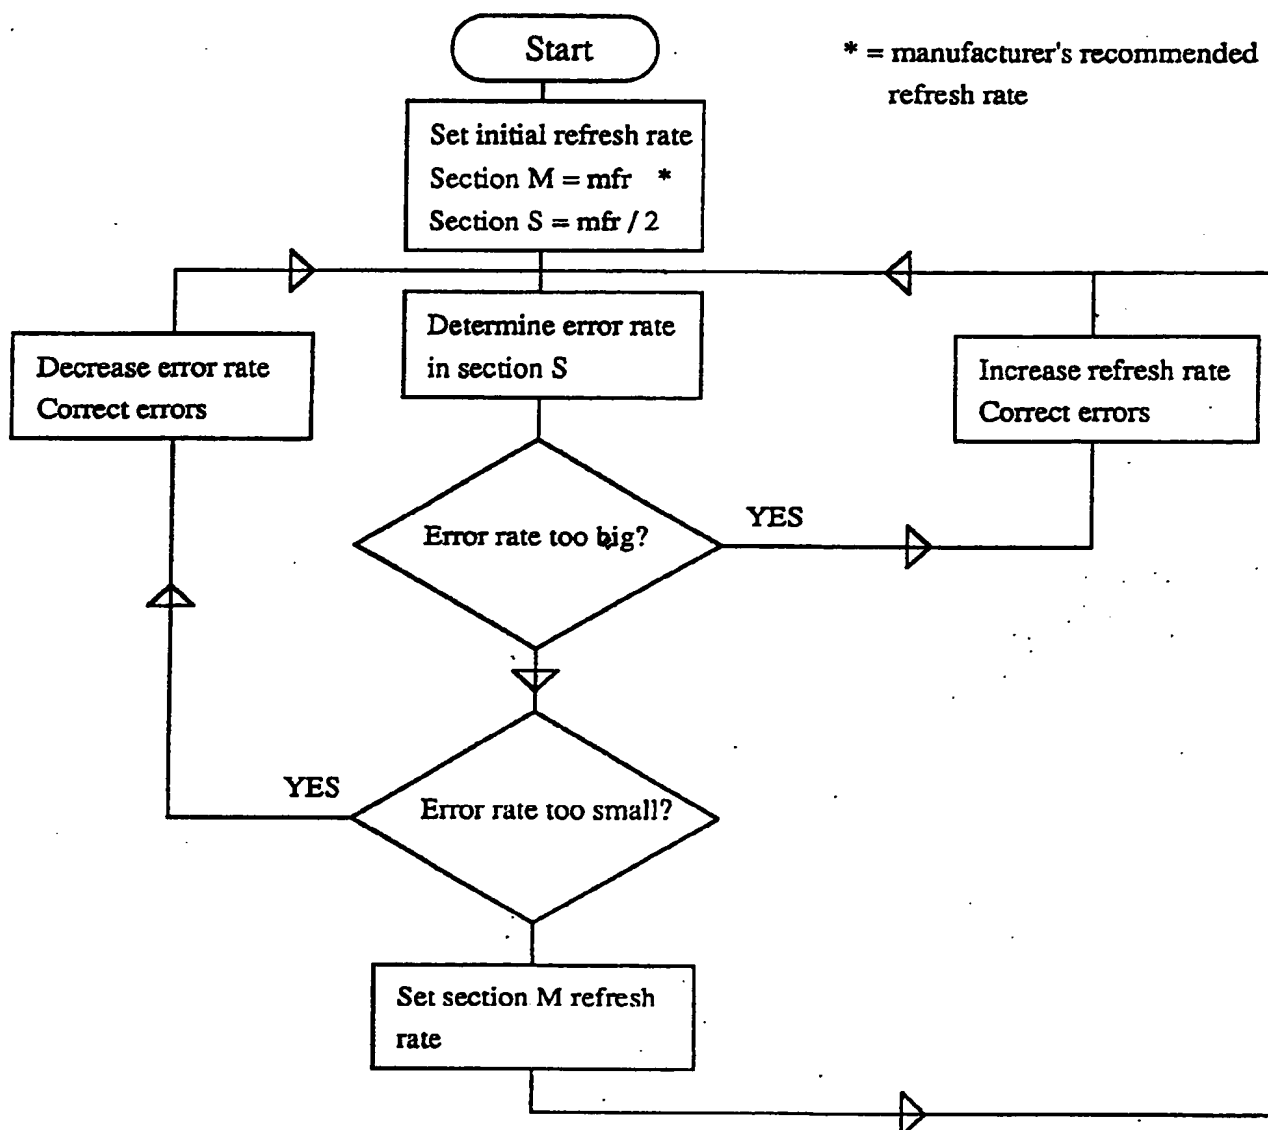 Start
* = manufacturer's recommended
refresh rate
Set initial refresh rate
Section M = mfr *
Section S = mfr / 2
Determine error rate
in section S
Decrease error rate
Correct errors
Increase refresh rate
Correct errors
Error rate too big?
YES
YES
Error rate too small?
Set section M refresh
rate